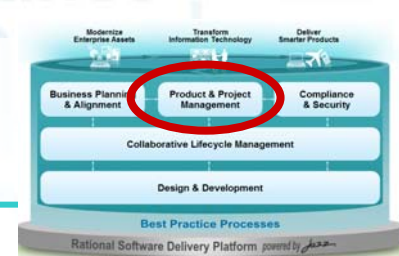 Modernize
Enterprise Assets
Transform
Information Technology
Deliver
Smarter Products
Business Planning
& Alignment
Product & Project
Management
Compliance
& Security
Collaborative Lifecycle Management
Design & Development
Best Practice Processes
Rational Software Delivery Platform powered by Jazz